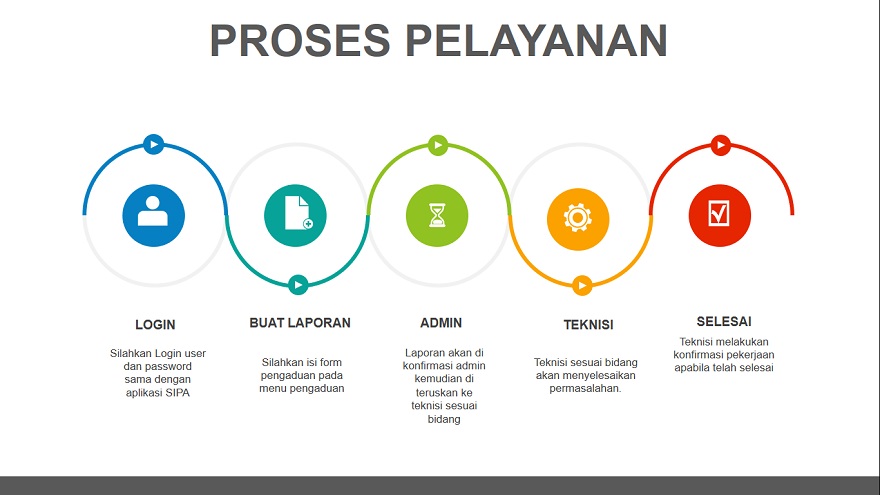 PROSES PELAYANAN
LOGIN
Silahkan Login user
dan password
sama dengan
aplikasi SIPA
BUAT LAPORAN
Silahkan isi form
pengaduan pada
menu pengaduan
ADMIN
Laporan akan di
konfirmasi admin
kemudian di
teruskan ke
teknisi sesuai
bidang
TEKNISI
Teknisi sesuai bidang
akan menyelesaikan
permasalahan.
SELESAI
Teknisi melakukan
konfirmasi pekerjaan
apabila telah selesai